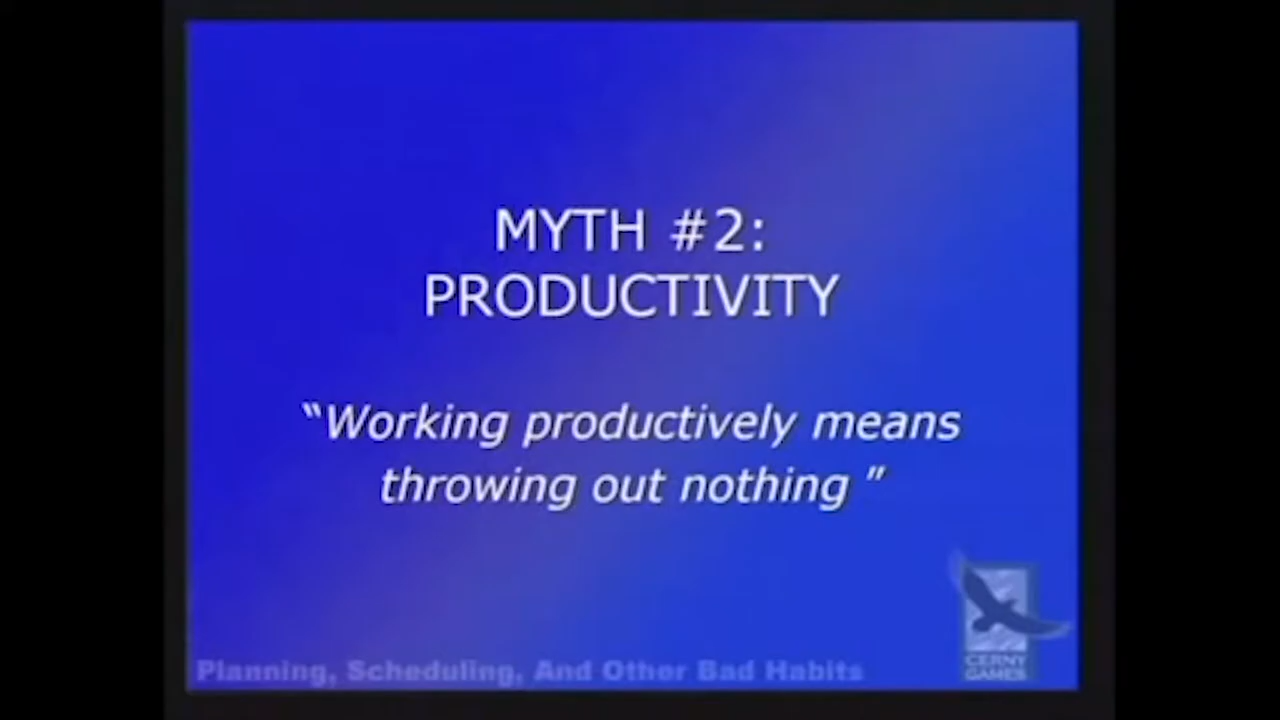 MYTH #2:
PRODUCTIVITY
“Working productively means
throwing out nothing ”
Planning, Scheduling, And Other Bad Habits
CERNY
GAMES